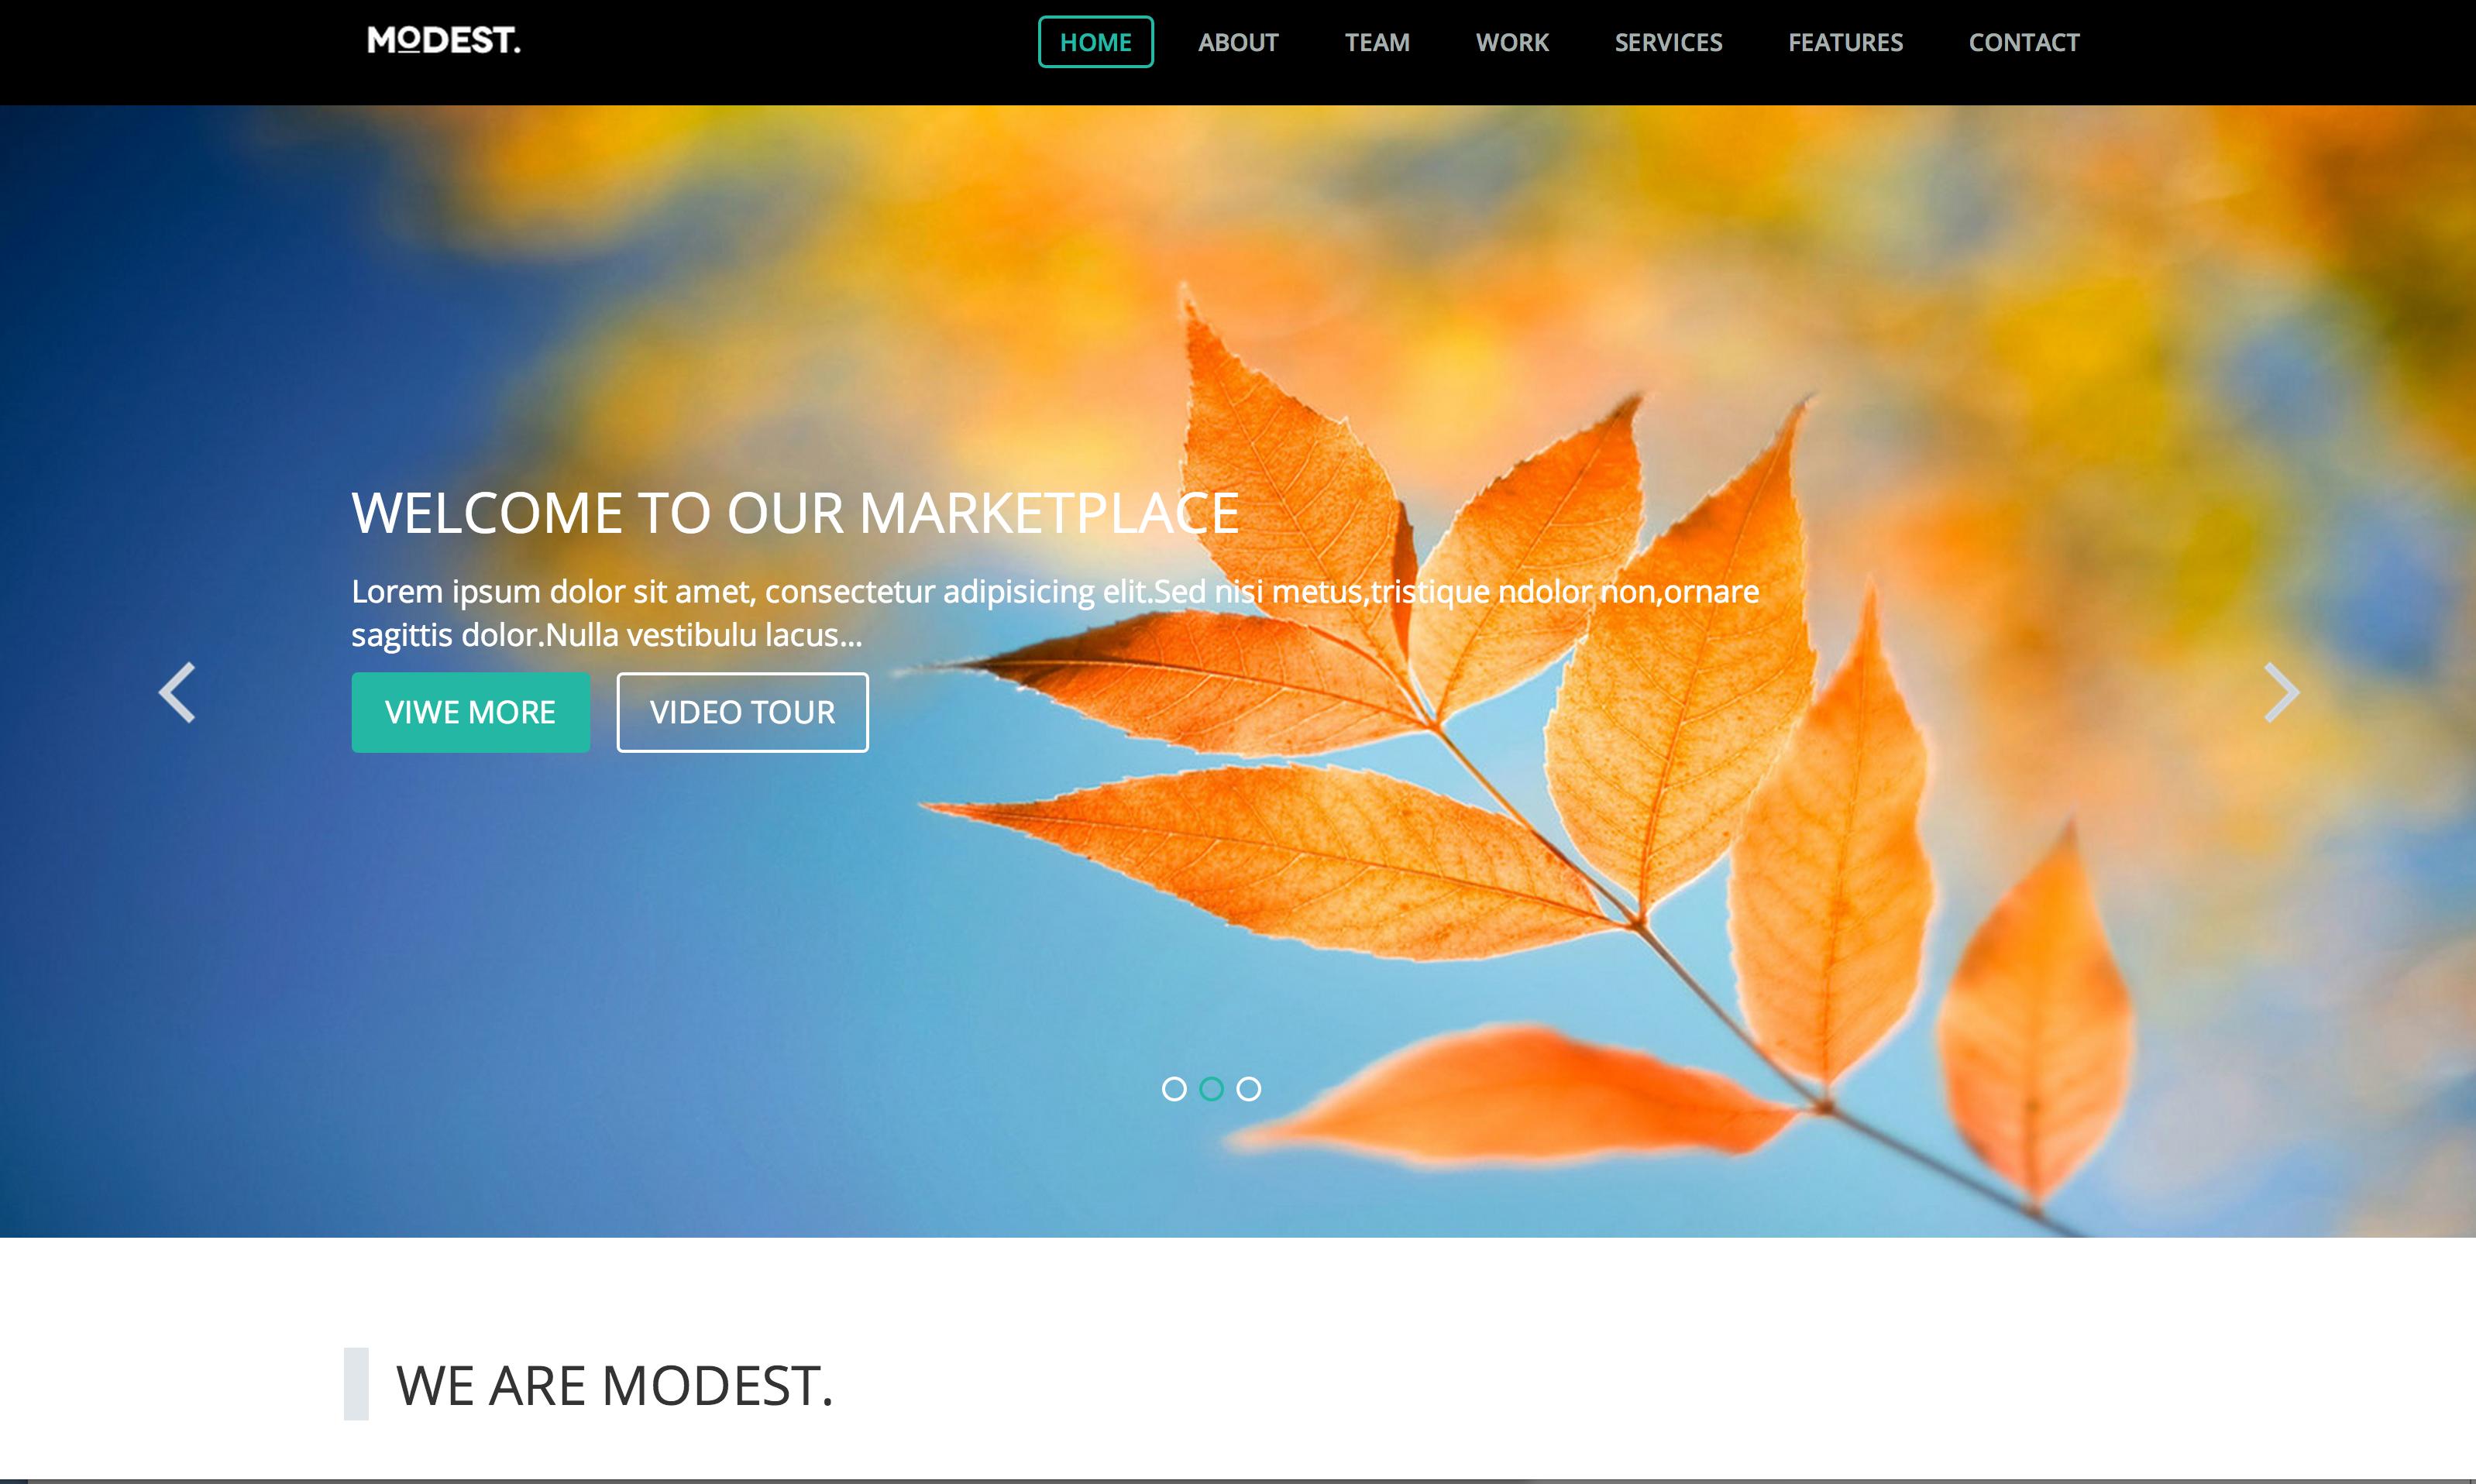 MODEST.
HOME ABOUT TEAM WORK SERVICES FEATURES CONTACT
WELCOME TO OUR MARKETPLACE
Lorem ipsum dolor sit amet, consectetur adipisicing elit.Sed nisi metus,tristique ndolor non,ornare
sagittis dolor.Nulla vestibulu lacus...
VIWE MORE VIDEO TOUR
WE ARE MODEST.